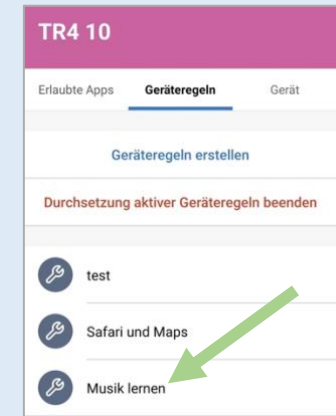 TR4 10
Erlaubte Apps Geräteregeln Gerät
Geräteregeln erstellen
Durchsetzung aktiver Geräteregeln beenden
test
Safari und Maps
Musik lernen